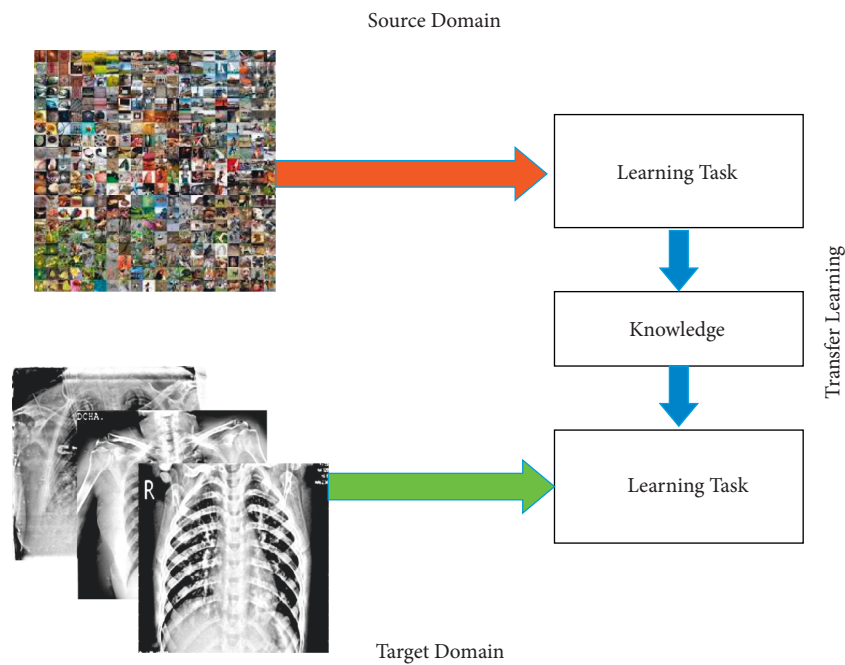 Source Domain
Learning Task
Knowledge
Transfer Learning
DCHA.
R
Learning Task
Target Domain